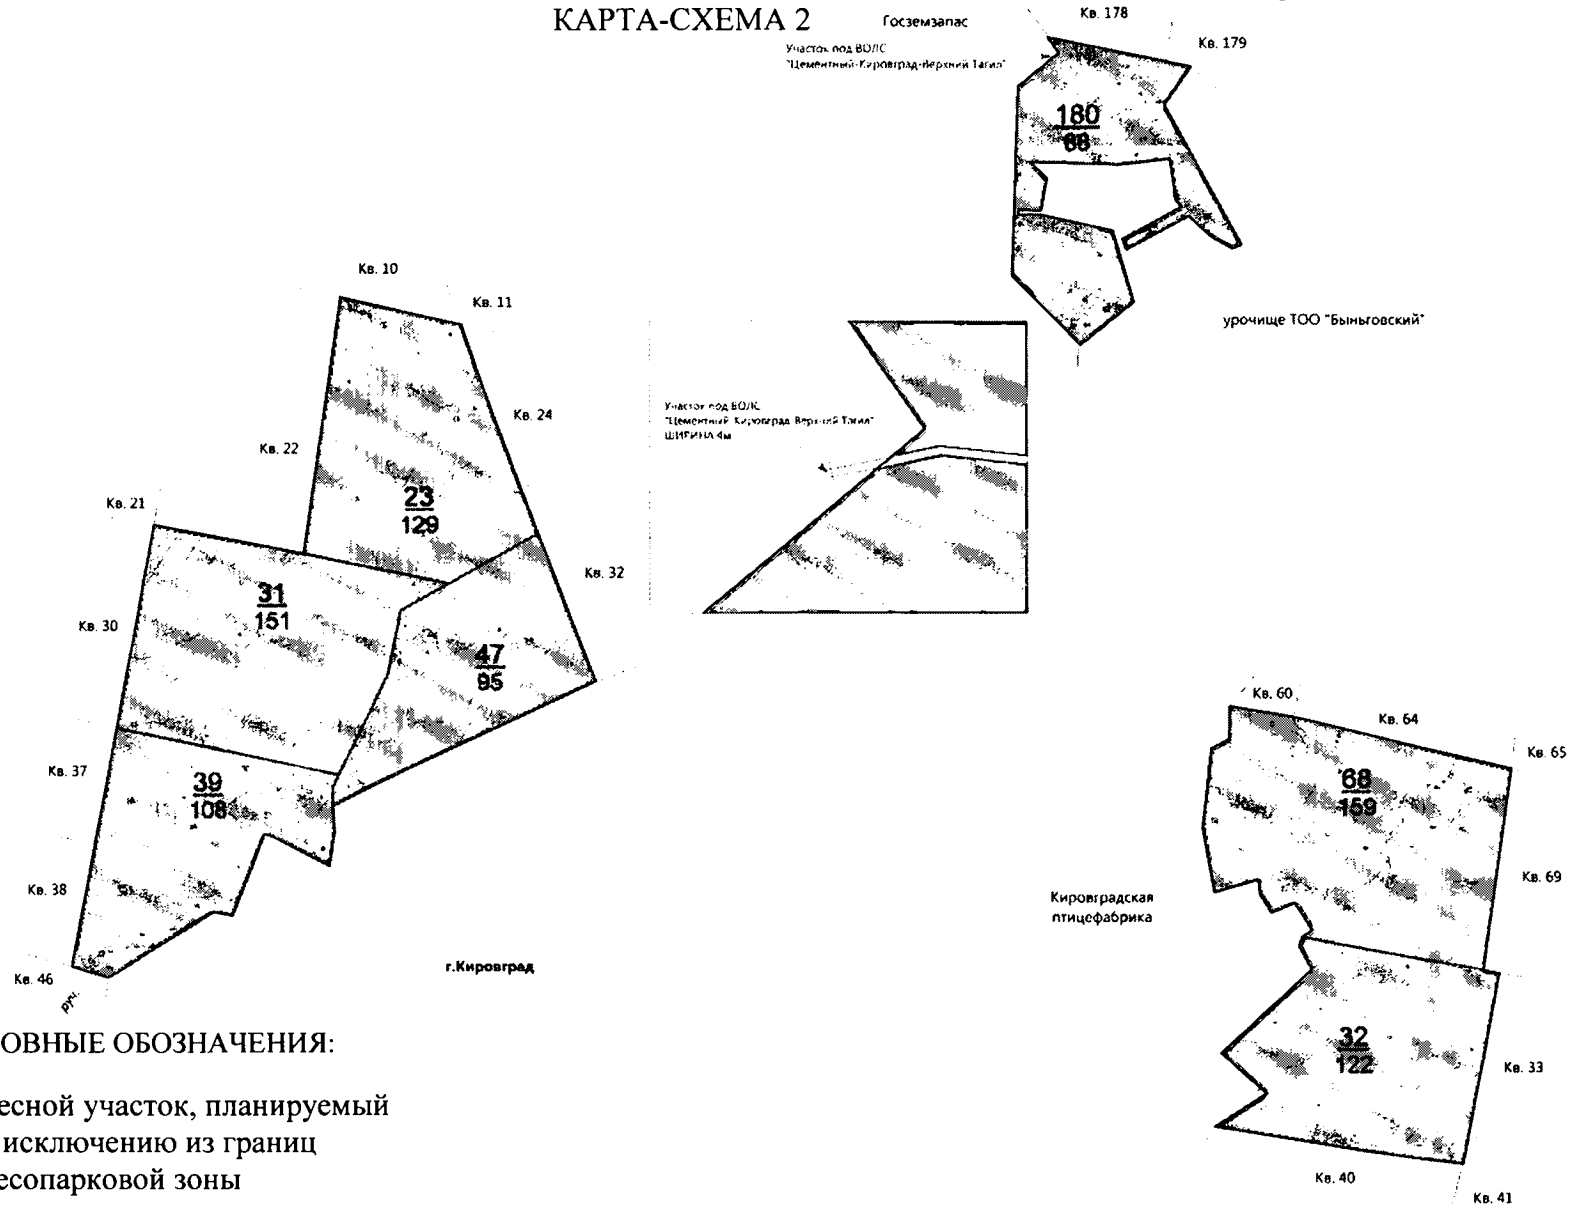 КАРТА-СХЕМА 2
Госземзапас
Кв. 178
Кв. 179
Участок под ВОЛС
"Цементный-Кировград-Верхний Тагил"
180
88
урочище ТОО "Быньговский"
Кв. 10
Кв. 11
Кв. 24
Кв. 22
23
129
Кв. 21
Участок под ВОЛС
"Цементный-Кировград-Верхний Тагил"
ШИРИНА 4м
Кв. 32
31
151
Кв. 30
47
95
Кв. 37
39
108
Кв. 38
Кв. 46
руч.
г.Кировград
Кв. 60
Кв. 64
Кв. 65
68
159
Кв. 69
Кировградская
птицефабрика
32
122
Кв. 33
Кв. 40
Кв. 41
ОВНЫЕ ОБОЗНАЧЕНИЯ:
есной участок, планируемый
исключению из границ
есопарковой зоны